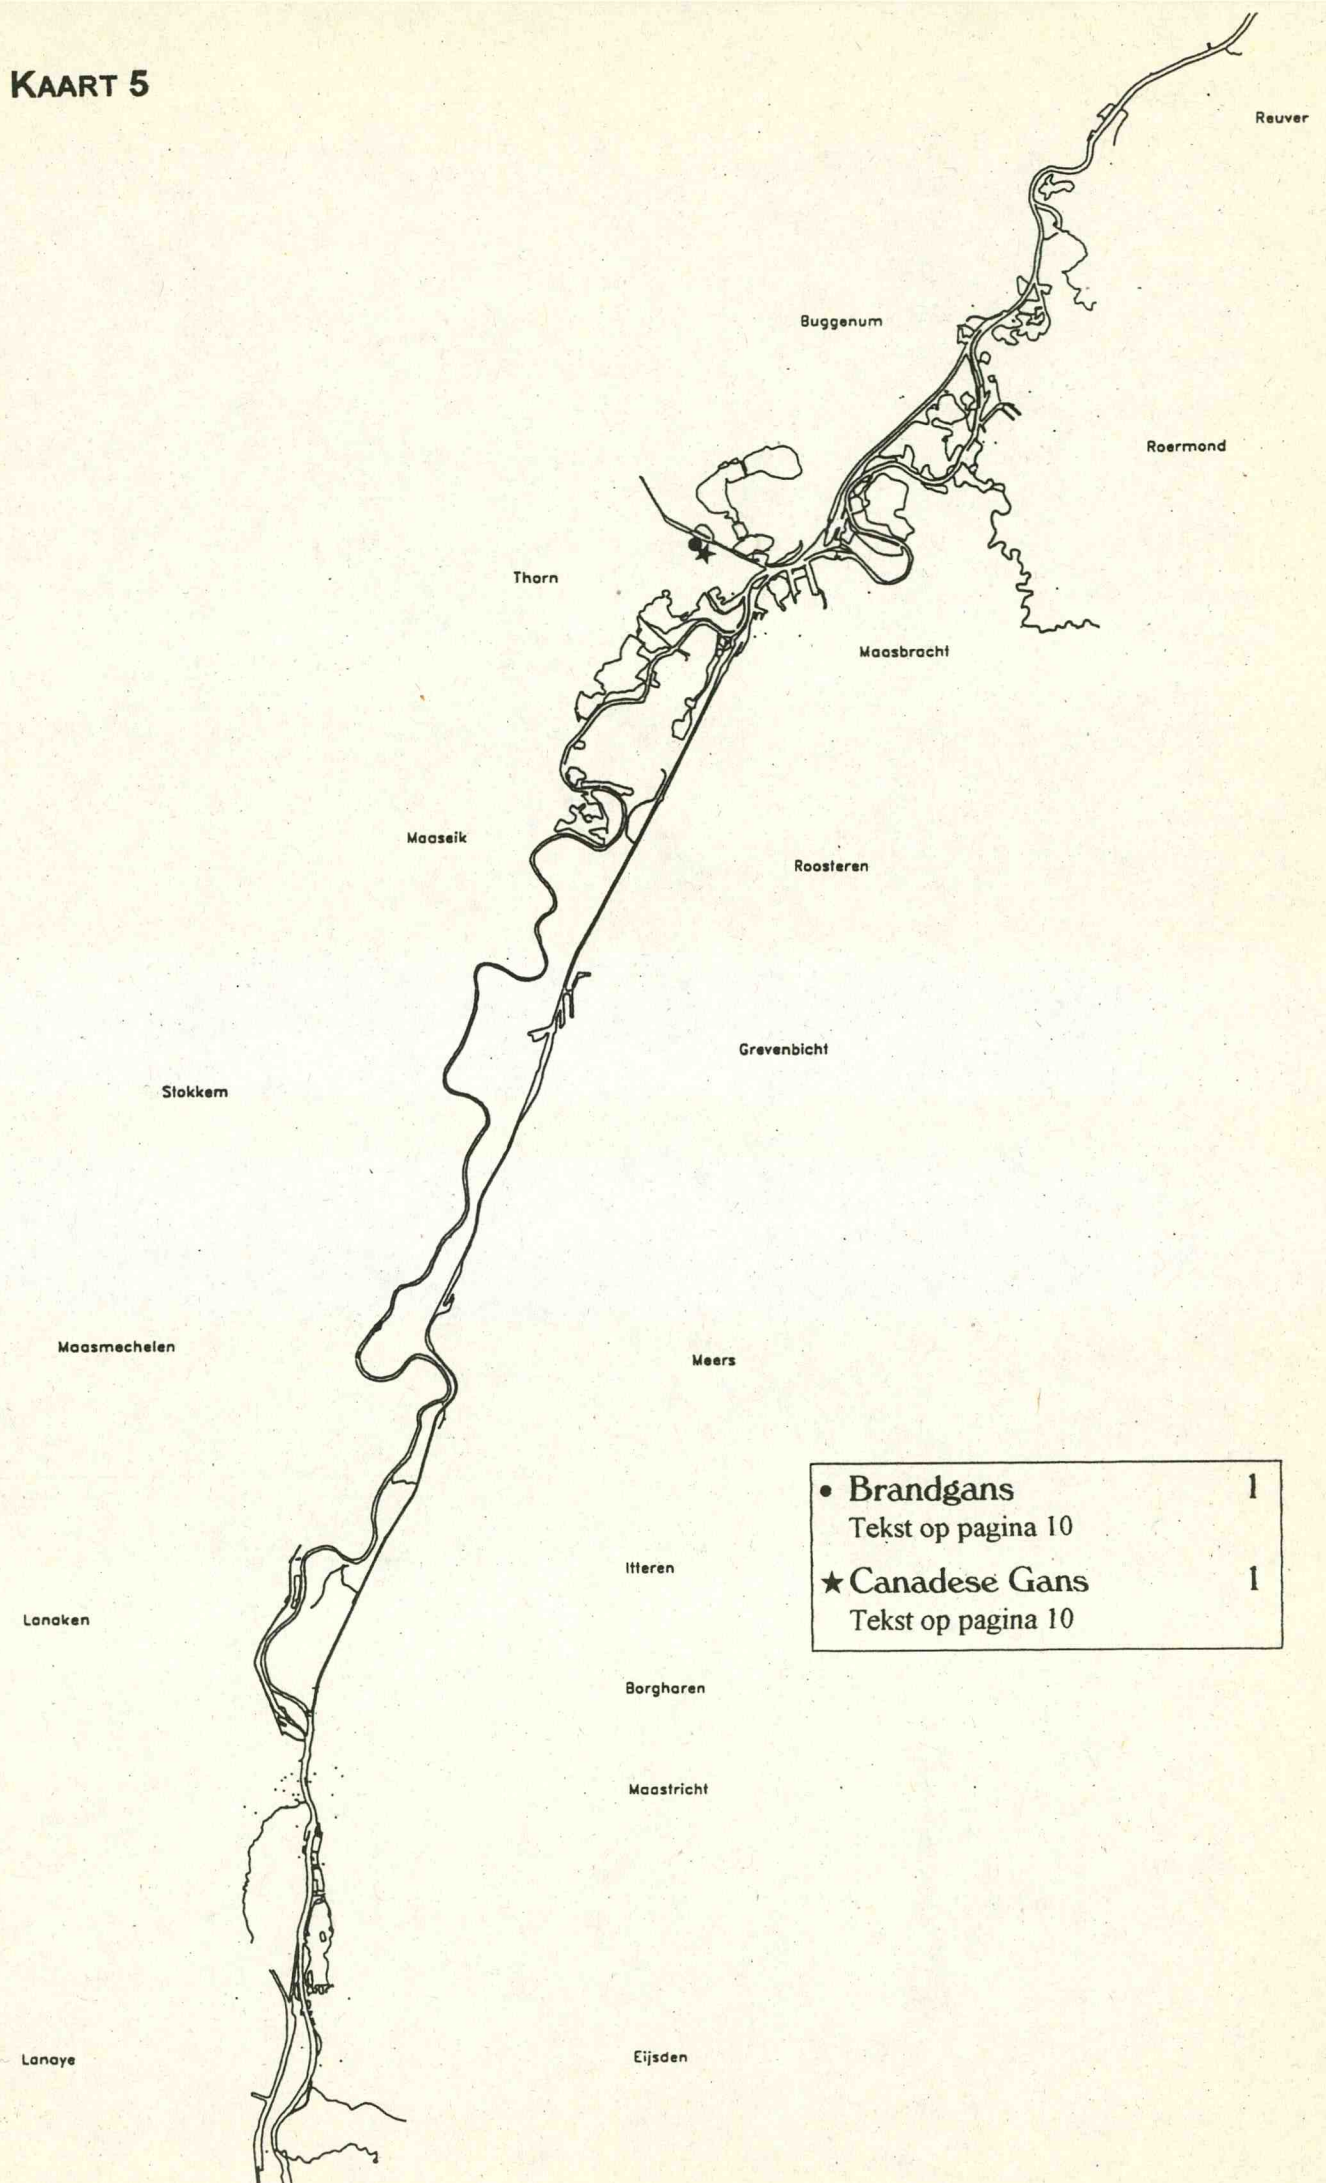 KAART 5
Reuver
Buggenum
Roermond
Thorn
Maasbracht
Maaseik
Roosteren
Grevenbicht
Stokkem
Maasmechelen
Meers
• Brandgans 1
Tekst op pagina 10
★ Canadese Gans 1
Tekst op pagina 10
Itteren
Lanaken
Borgharen
Maastricht
Lanaye
Eijsden